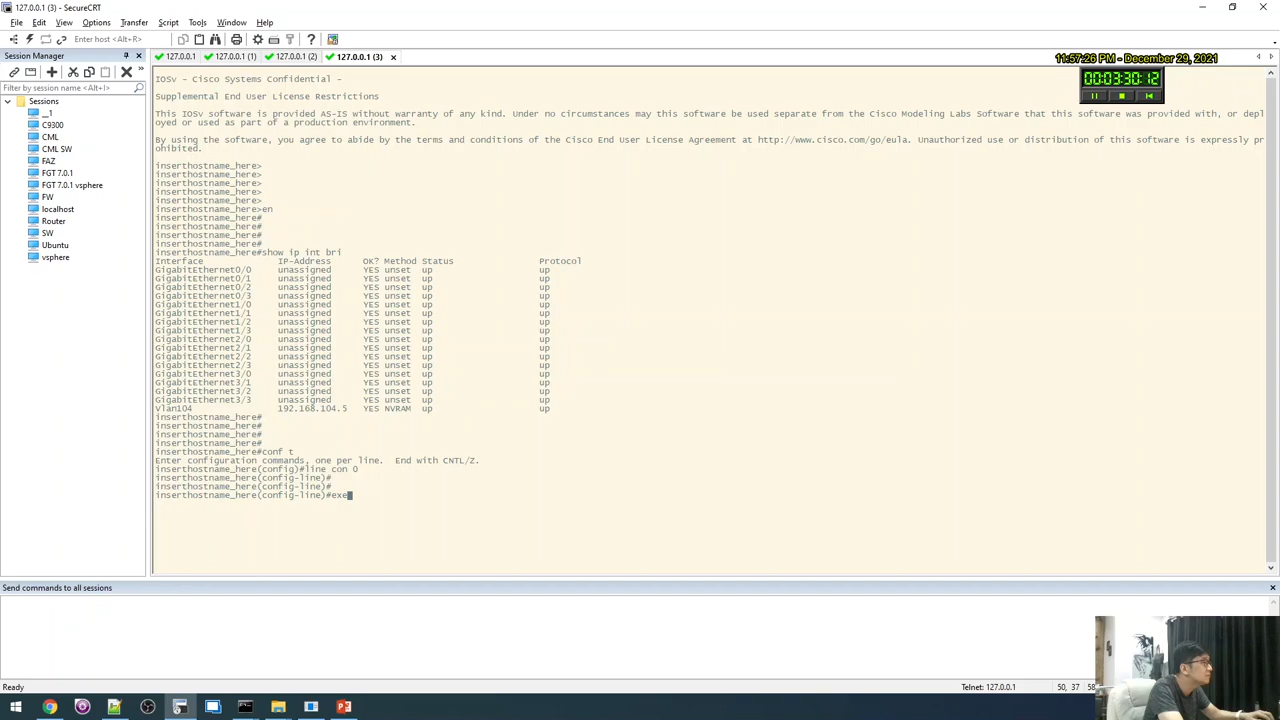 127.0.0.1 (3) - SecureCRT
File Edit View Options Transfer Script Tools Window Help
Enter host <Alt+R>
Session Manager
127.0.0.1
127.0.0.1 (1)
127.0.0.1 (2)
127.0.0.1 (3)
11:57:26 PM - December 29, 2021
00:03:30:12
Filter by session name <Alt+I>
Sessions
__1
C9300
CML
CML SW
FAZ
FGT 7.0.1
FGT 7.0.1 vsphere
FW
localhost
Router
SW
Ubuntu
vsphere
IOSv - Cisco Systems Confidential -
Supplemental End User License Restrictions
This IOSv software is provided AS-IS without warranty of any kind. Under no circumstances may this software be used separate from the Cisco Modeling Labs Software that this software was provided with, or depl
oyed or used as part of a production environment.
By using the software, you agree to abide by the terms and conditions of the Cisco End User License Agreement at http://www.cisco.com/go/eula. Unauthorized use or distribution of this software is expressly pr
ohibited.
inserthostname_here>
inserthostname_here>
inserthostname_here>
inserthostname_here>
inserthostname_here>
inserthostname_here>en
inserthostname_here#
inserthostname_here#
inserthostname_here#
inserthostname_here#
inserthostname_here#show ip int bri
Interface IP-Address OK? Method Status Protocol
GigabitEthernet0/0 unassigned YES unset up up
GigabitEthernet0/1 unassigned YES unset up up
GigabitEthernet0/2 unassigned YES unset up up
GigabitEthernet0/3 unassigned YES unset up up
GigabitEthernet1/0 unassigned YES unset up up
GigabitEthernet1/1 unassigned YES unset up up
GigabitEthernet1/2 unassigned YES unset up up
GigabitEthernet1/3 unassigned YES unset up up
GigabitEthernet2/0 unassigned YES unset up up
GigabitEthernet2/1 unassigned YES unset up up
GigabitEthernet2/2 unassigned YES unset up up
GigabitEthernet2/3 unassigned YES unset up up
GigabitEthernet3/0 unassigned YES unset up up
GigabitEthernet3/1 unassigned YES unset up up
GigabitEthernet3/2 unassigned YES unset up up
GigabitEthernet3/3 unassigned YES unset up up
Vlan104 192.168.104.5 YES NVRAM up up
inserthostname_here#
inserthostname_here#
inserthostname_here#
inserthostname_here#
inserthostname_here#conf t
Enter configuration commands, one per line. End with CNTL/Z.
inserthostname_here(config)#line con 0
inserthostname_here(config-line)#
inserthostname_here(config-line)#
inserthostname_here(config-line)#exe
Send commands to all sessions
Ready
Telnet: 127.0.0.1
50, 37